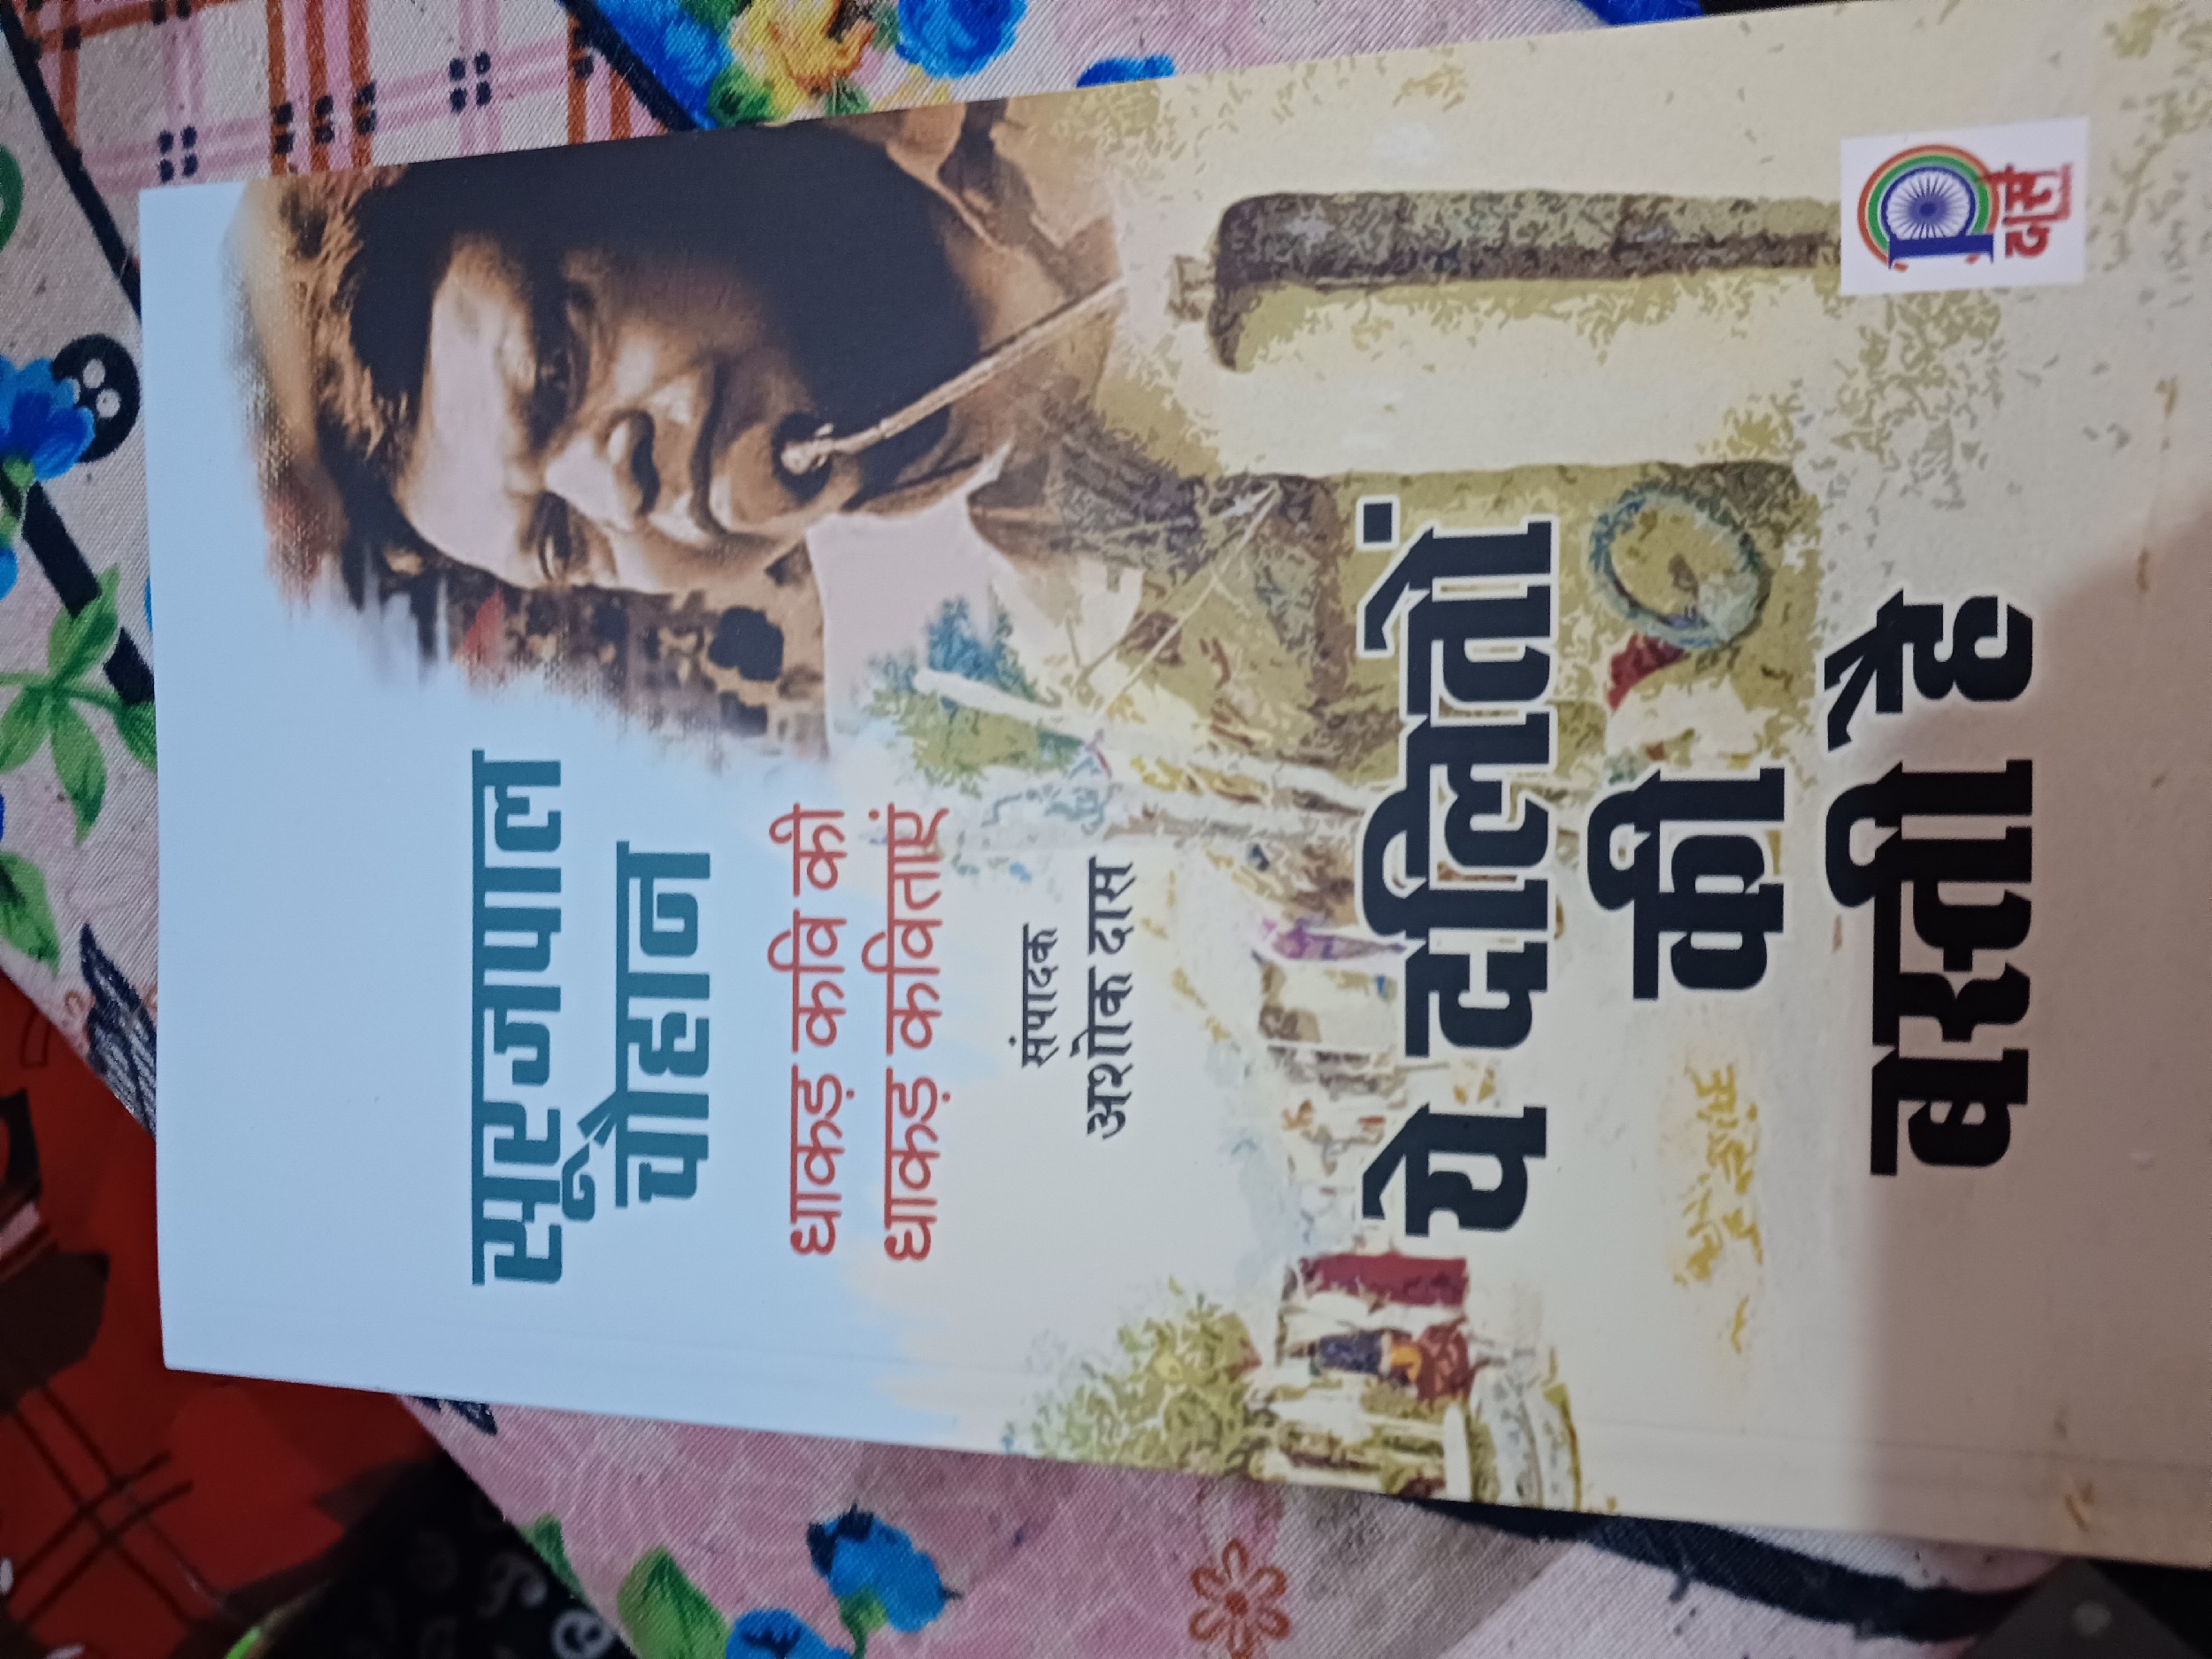 सूरजपाल
चौहान
धाकड़ कवि की
धाकड़ कविताएं
संपादक
अशोक दास
ये दलितों
की
बस्ती है
दास